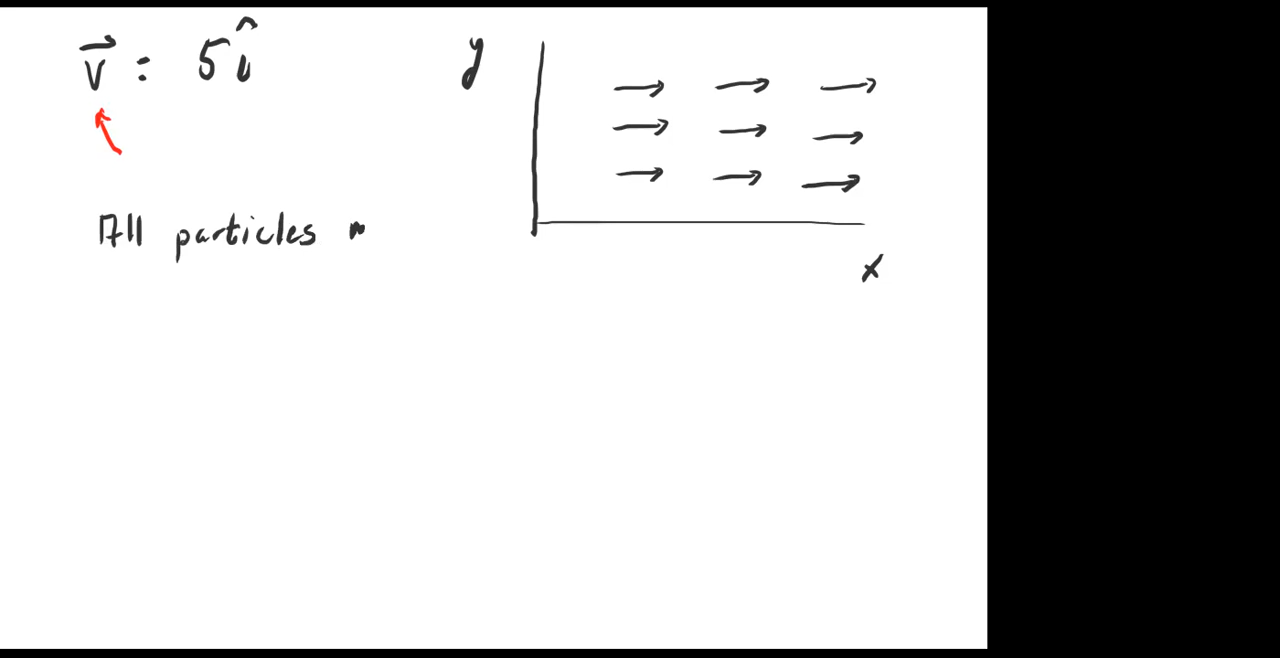 v⃗ : 5î
y
All particles m
x